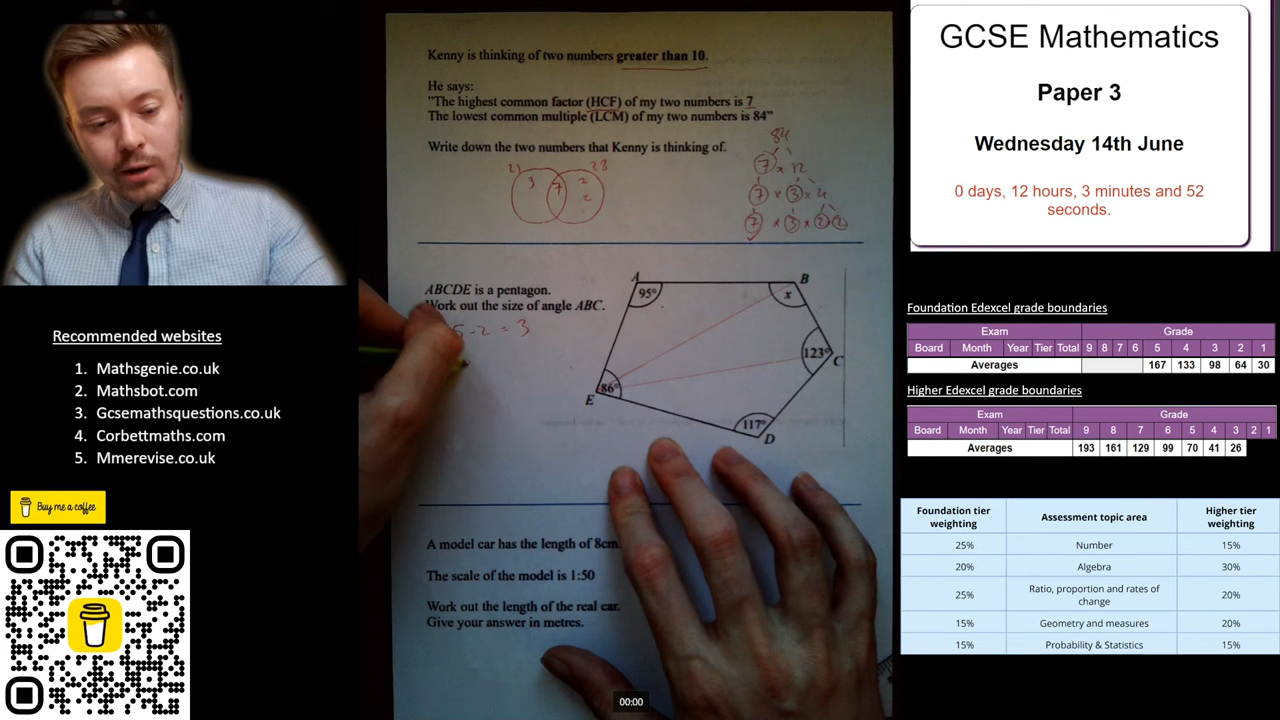 Kenny is thinking of two numbers greater than 10.
He says:
"The highest common factor (HCF) of my two numbers is 7
The lowest common multiple (LCM) of my two numbers is 84"
Write down the two numbers that Kenny is thinking of.
84
7 x 12
7 x 3 x 4
7 x 3 x 2 x 2
21
28
3
7
2
2
ABCDE is a pentagon.
Work out the size of angle ABC.
5 - 2 = 3
A
B
95°
x
123°
C
86°
E
117°
D
A model car has the length of 8cm.
The scale of the model is 1:50
Work out the length of the real car.
Give your answer in metres.
00:00
Recommended websites
1. Mathsgenie.co.uk
2. Mathsbot.com
3. Gcsemathsquestions.co.uk
4. Corbettmaths.com
5. Mmerevise.co.uk
Buy me a coffee
GCSE Mathematics
Paper 3
Wednesday 14th June
0 days, 12 hours, 3 minutes and 52
seconds.
Foundation Edexcel grade boundaries
Exam Grade
Board Month Year Tier Total 9 8 7 6 5 4 3 2 1
Averages 167 133 98 64 30
Higher Edexcel grade boundaries
Exam Grade
Board Month Year Tier Total 9 8 7 6 5 4 3 2 1
Averages 193 161 129 99 70 41 26
Foundation tier weighting Assessment topic area Higher tier weighting
25% Number 15%
20% Algebra 30%
25% Ratio, proportion and rates of change 20%
15% Geometry and measures 20%
15% Probability & Statistics 15%